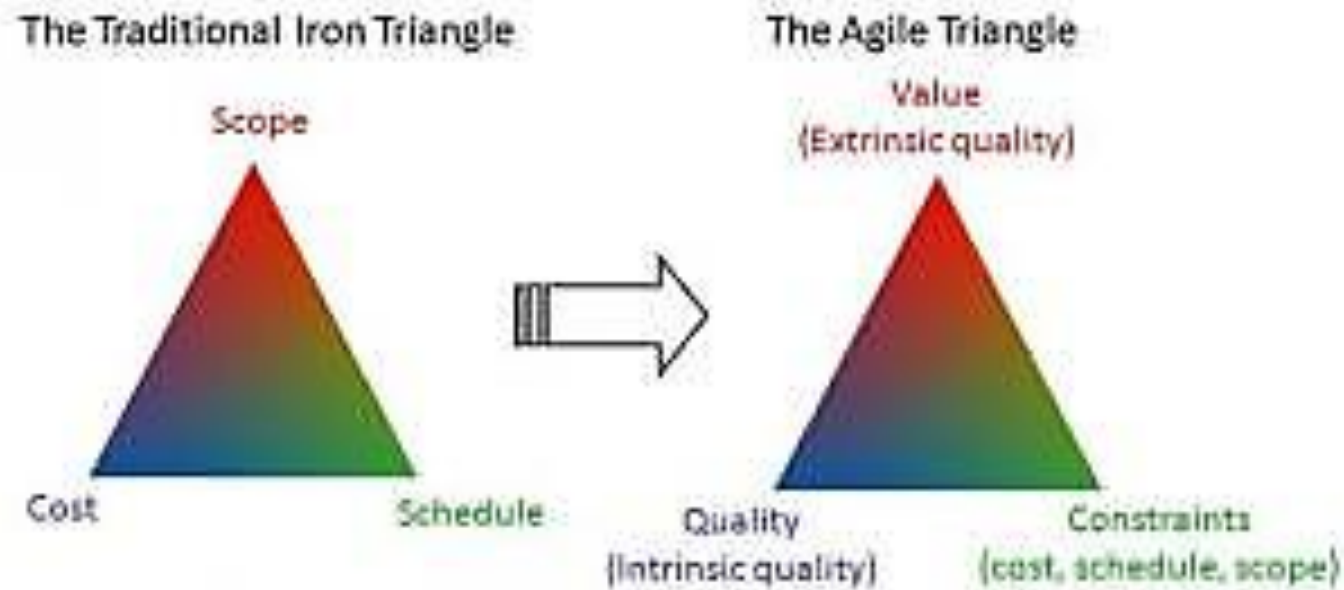 The Traditional Iron Triangle
Scope
Cost
Schedule
The Agile Triangle
Value
(Extrinsic quality)
Quality
(Intrinsic quality)
Constraints
(cost, schedule, scope)